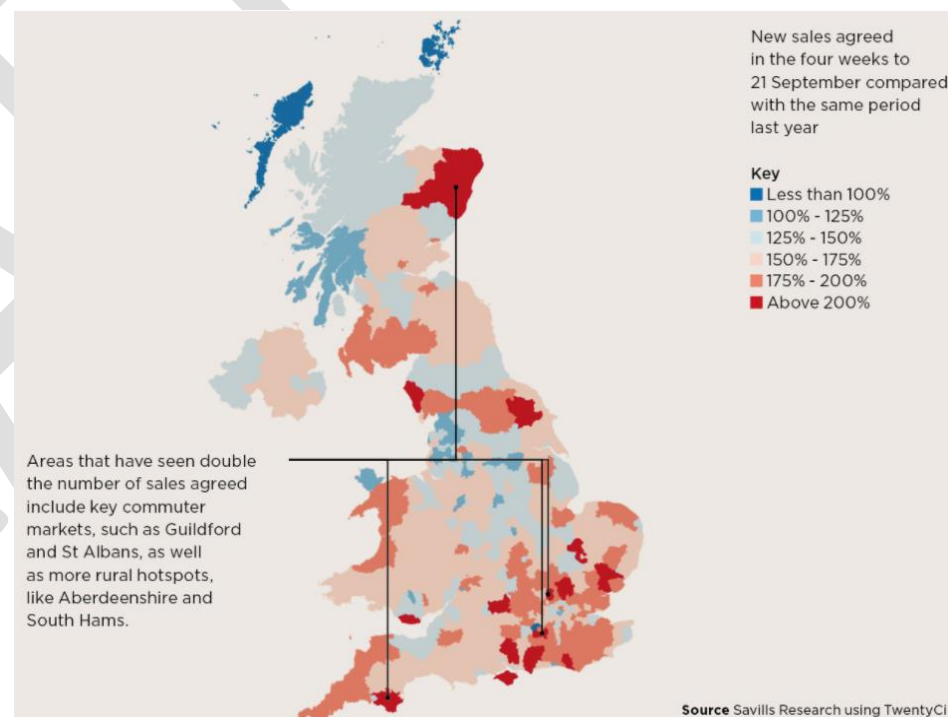 New sales agreed
in the four weeks to
21 September compared
with the same period
last year
Key
Less than 100%
100% - 125%
125% - 150%
150% - 175%
175% - 200%
Above 200%
Areas that have seen double
the number of sales agreed
include key commuter
markets, such as Guildford
and St Albans, as well
as more rural hotspots,
like Aberdeenshire and
South Hams.
Source Savills Research using TwentyCi